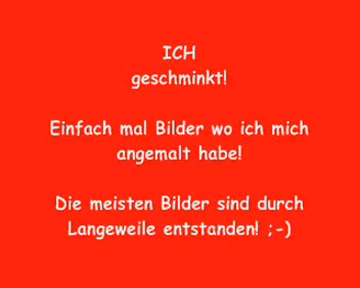 ICH
geschminkt!
Einfach mal Bilder wo ich mich
angemalt habe!
Die meisten Bilder sind durch
Langeweile entstanden! ;-)